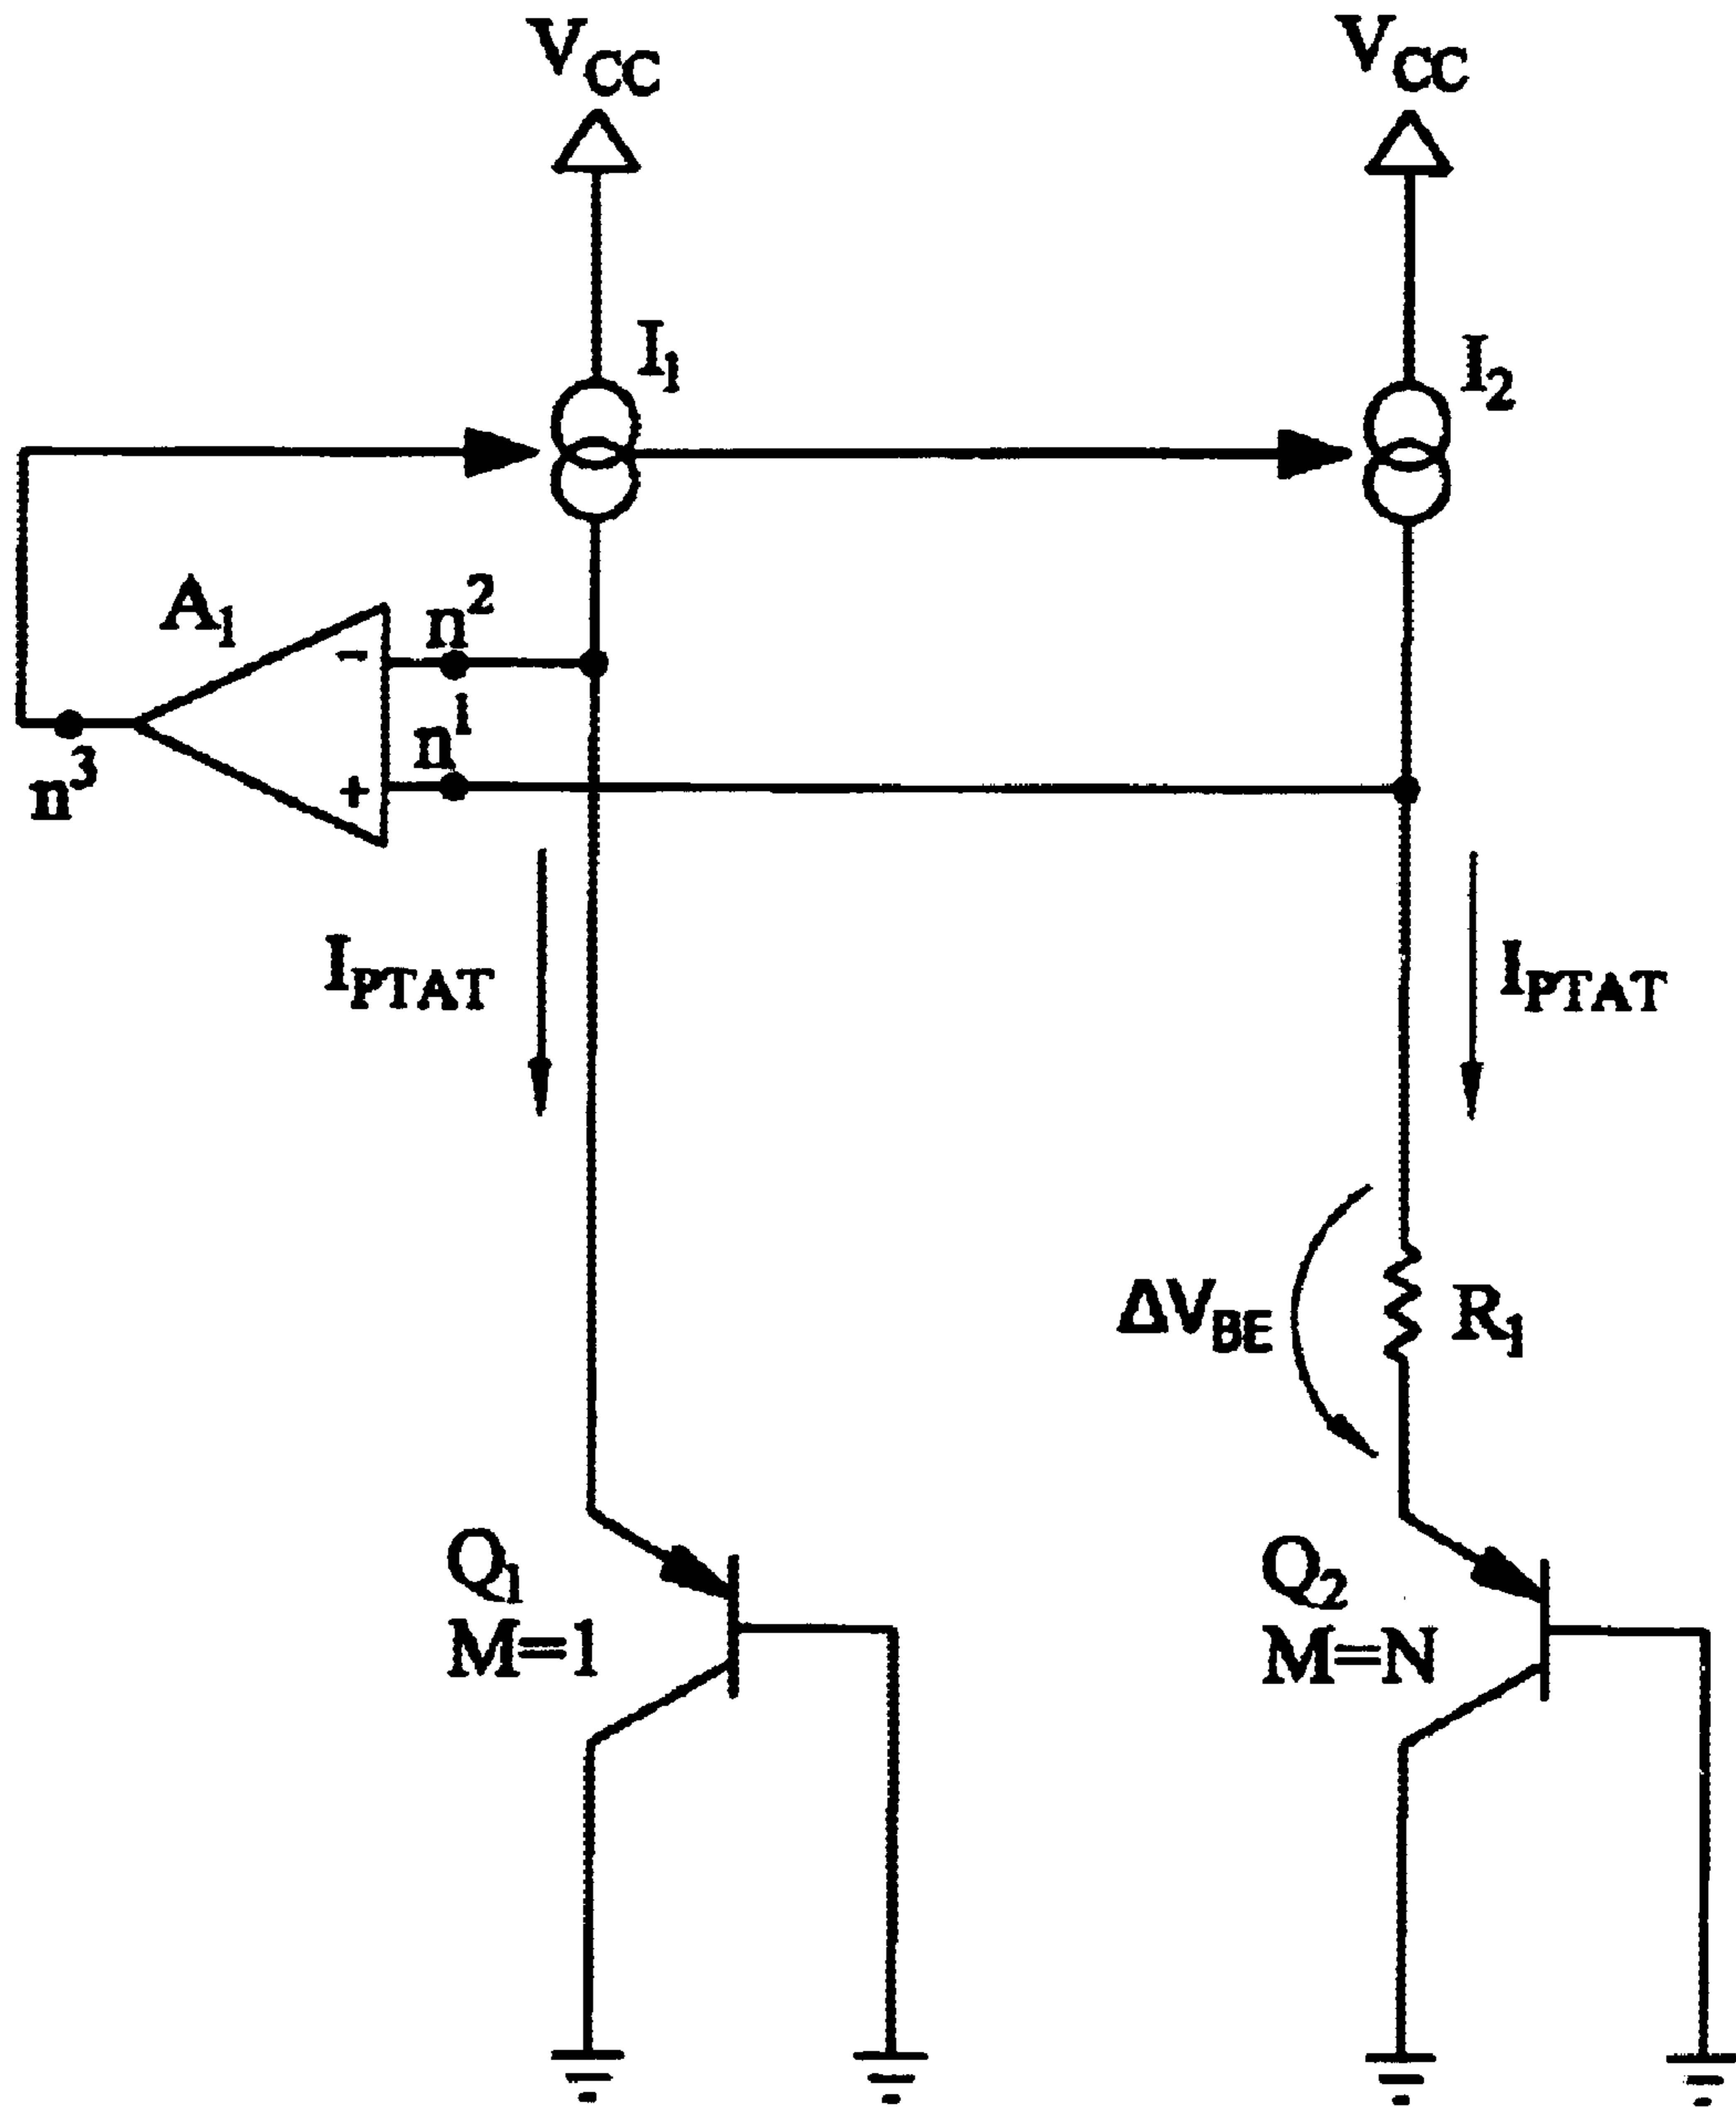 VCC
VCC
I1
I2
A1
n2
-
n1
+
n3
IPTAT
IPTAT
ΔVBE
R1
Q1
M=1
Q2
M=N